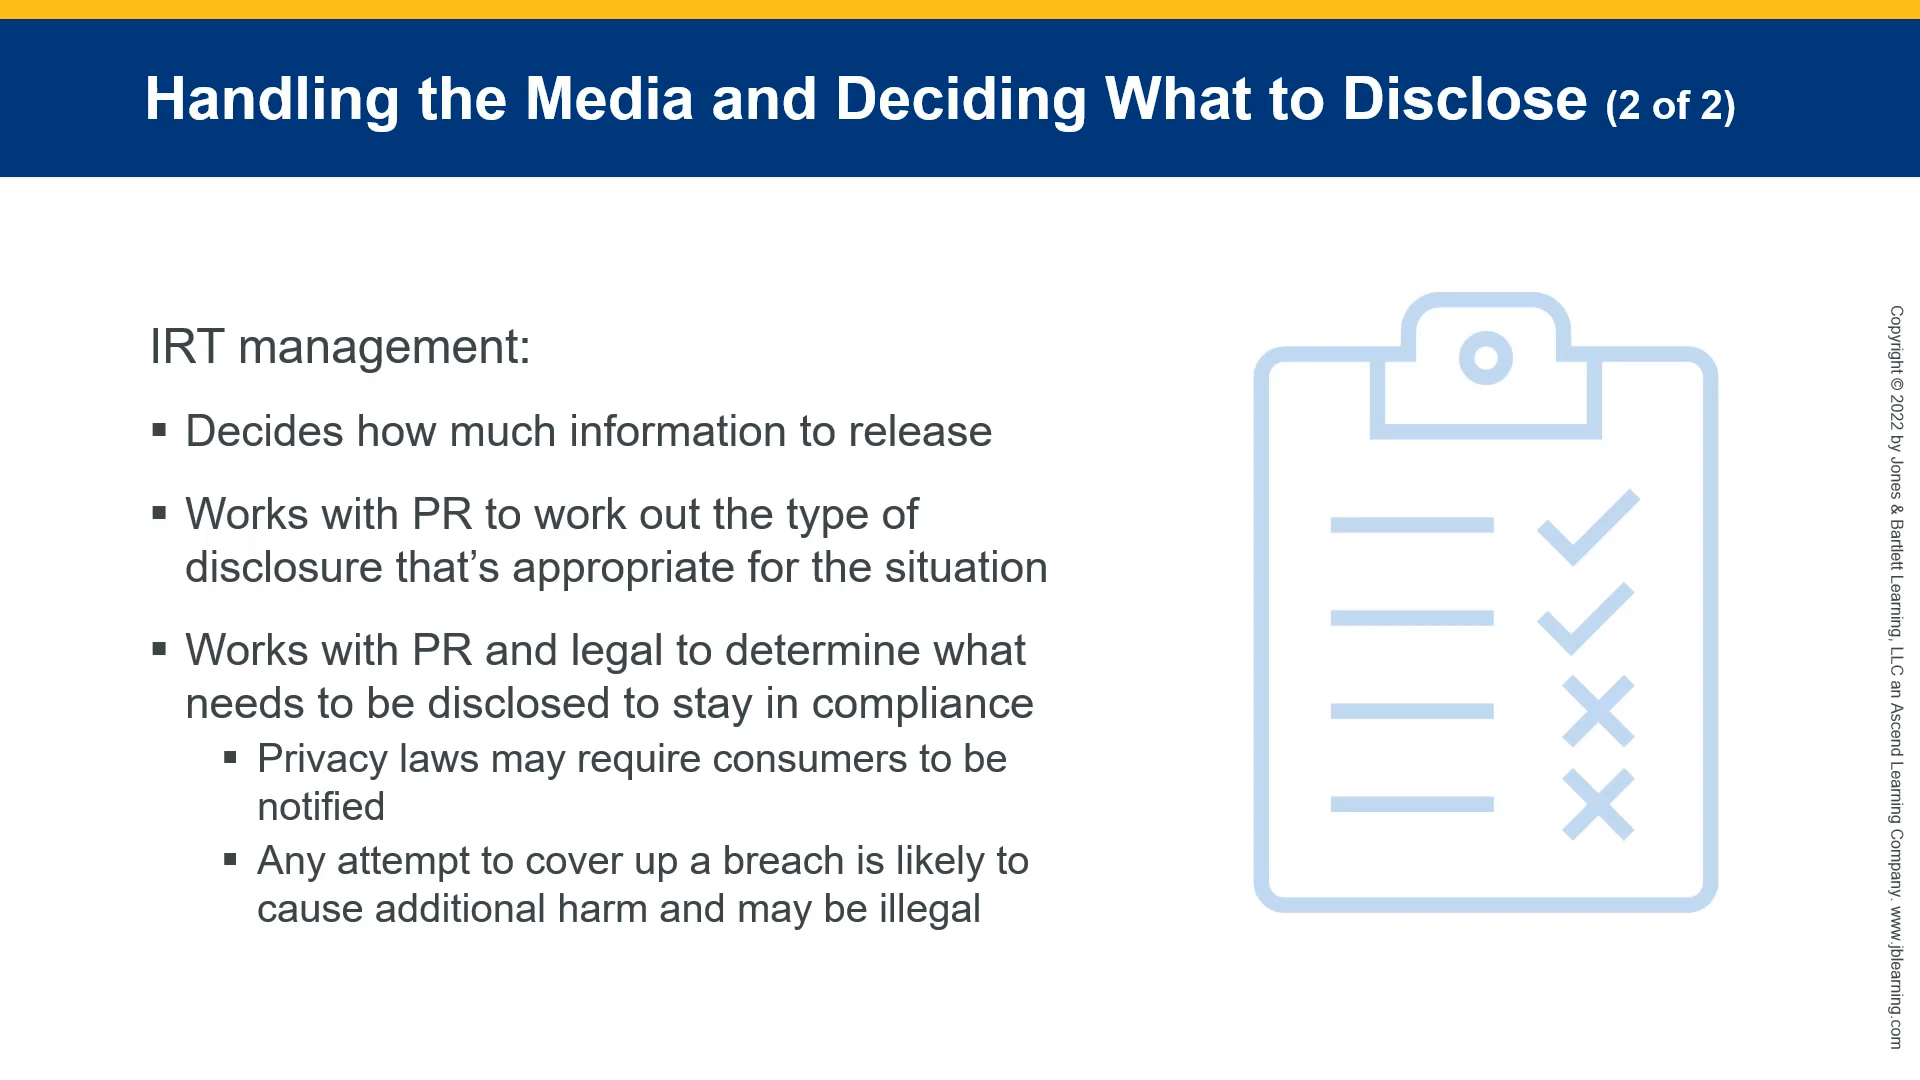 Handling the Media and Deciding What to Disclose (2 of 2)
IRT management:
▪ Decides how much information to release
▪ Works with PR to work out the type of
disclosure that’s appropriate for the situation
▪ Works with PR and legal to determine what
needs to be disclosed to stay in compliance
▪ Privacy laws may require consumers to be
notified
▪ Any attempt to cover up a breach is likely to
cause additional harm and may be illegal
Copyright © 2022 by Jones & Bartlett Learning, LLC an Ascend Learning Company. www.jblearning.com